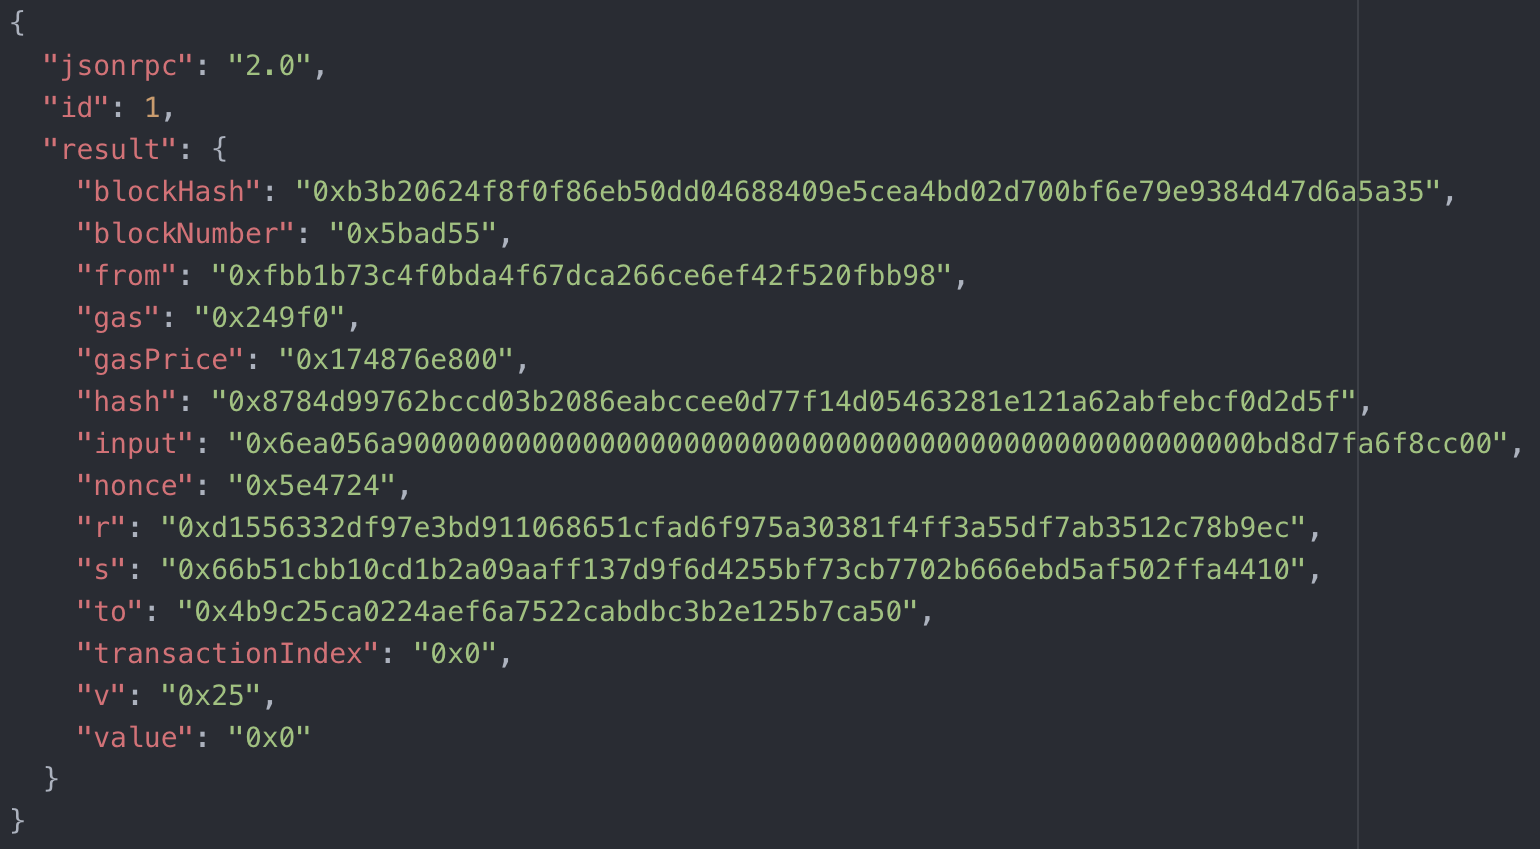 {
"jsonrpc": "2.0",
"id": 1,
"result": {
"blockHash": "0xb3b20624f8f0f86eb50dd04688409e5cea4bd02d700bf6e79e9384d47d6a5a35",
"blockNumber": "0x5bad55",
"from": "0xfbb1b73c4f0bda4f67dca266ce6ef42f520fbb98",
"gas": "0x249f0",
"gasPrice": "0x174876e800",
"hash": "0x8784d99762bccd03b2086eabccee0d77f14d05463281e121a62abfebcf0d2d5f",
"input": "0x6ea056a900000000000000000000000000000000000000000000000000bd8d7fa6f8cc00",
"nonce": "0x5e4724",
"r": "0xd1556332df97e3bd911068651cfad6f975a30381f4ff3a55df7ab3512c78b9ec",
"s": "0x66b51cbb10cd1b2a09aaff137d9f6d4255bf73cb7702b666ebd5af502ffa4410",
"to": "0x4b9c25ca0224aef6a7522cabdbc3b2e125b7ca50",
"transactionIndex": "0x0",
"v": "0x25",
"value": "0x0"
}
}